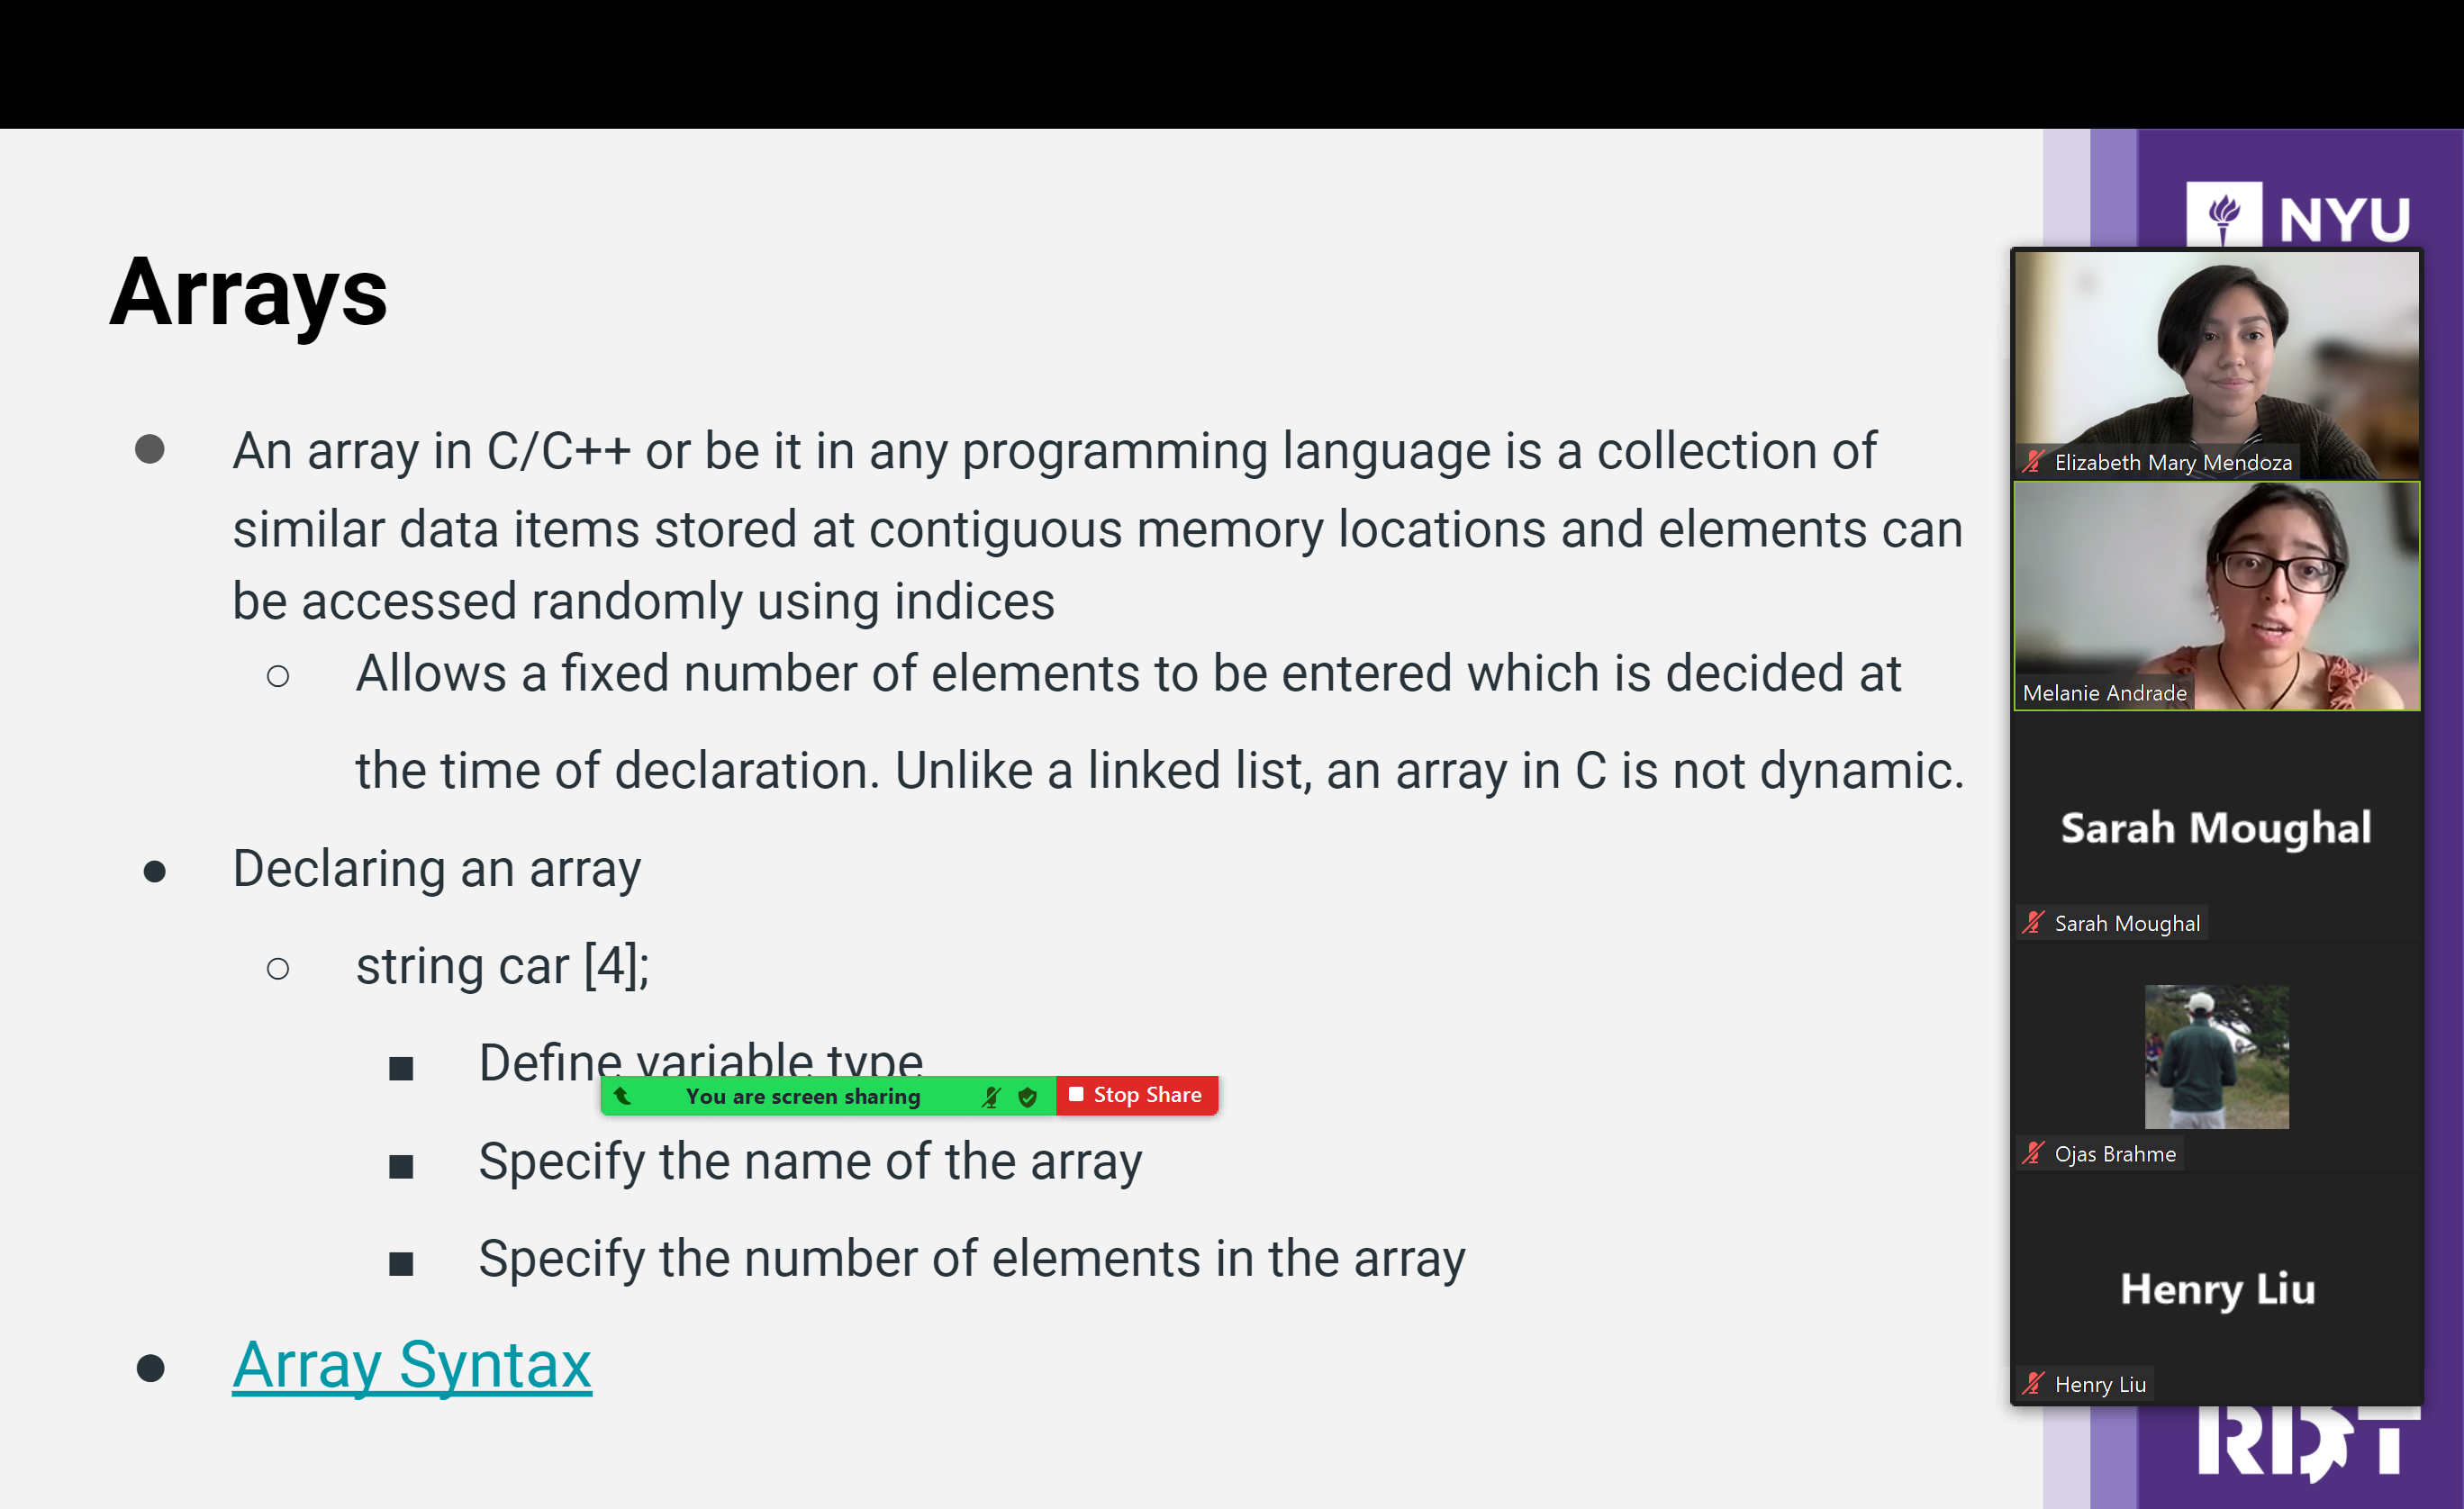 NYU
Arrays
An array in C/C++ or be it in any programming language is a collection of
similar data items stored at contiguous memory locations and elements can
be accessed randomly using indices
Allows a fixed number of elements to be entered which is decided at
the time of declaration. Unlike a linked list, an array in C is not dynamic.
Declaring an array
string car [4];
Define variable type
You are screen sharing
Stop Share
Specify the name of the array
Specify the number of elements in the array
Array Syntax
Elizabeth Mary Mendoza
Melanie Andrade
Sarah Moughal
Sarah Moughal
Ojas Brahme
Henry Liu
Henry Liu